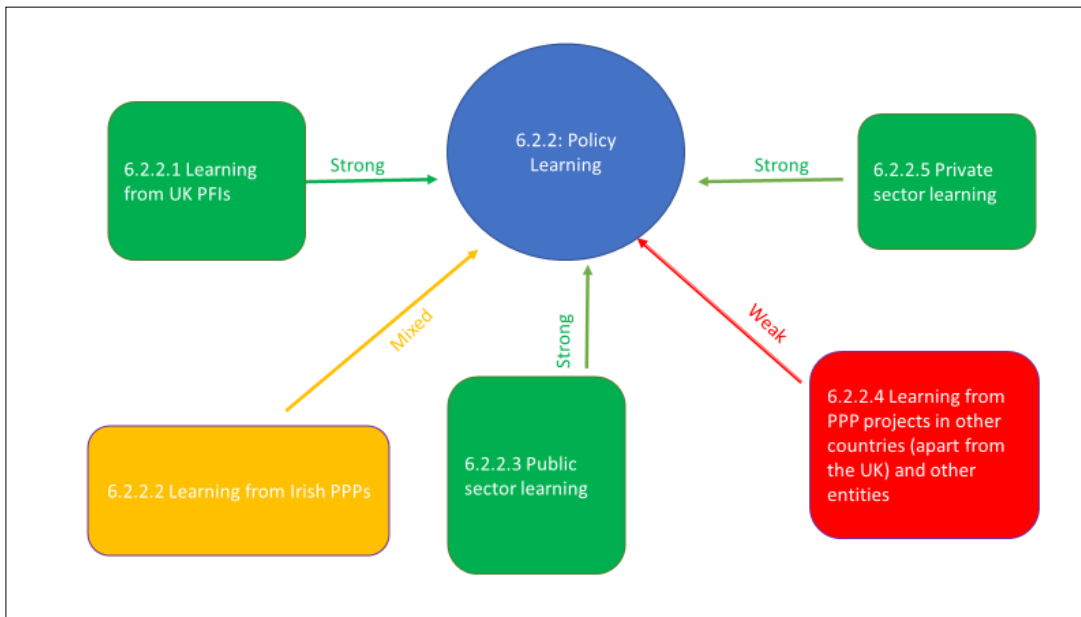 6.2.2: Policy
Learning
6.2.2.1 Learning
from UK PFIs
Strong
Strong
6.2.2.5 Private
sector learning
Mixed
Strong
Weak
6.2.2.2 Learning from Irish PPPs
6.2.2.3 Public
sector learning
6.2.2.4 Learning from
PPP projects in other
countries (apart from
the UK) and other
entities